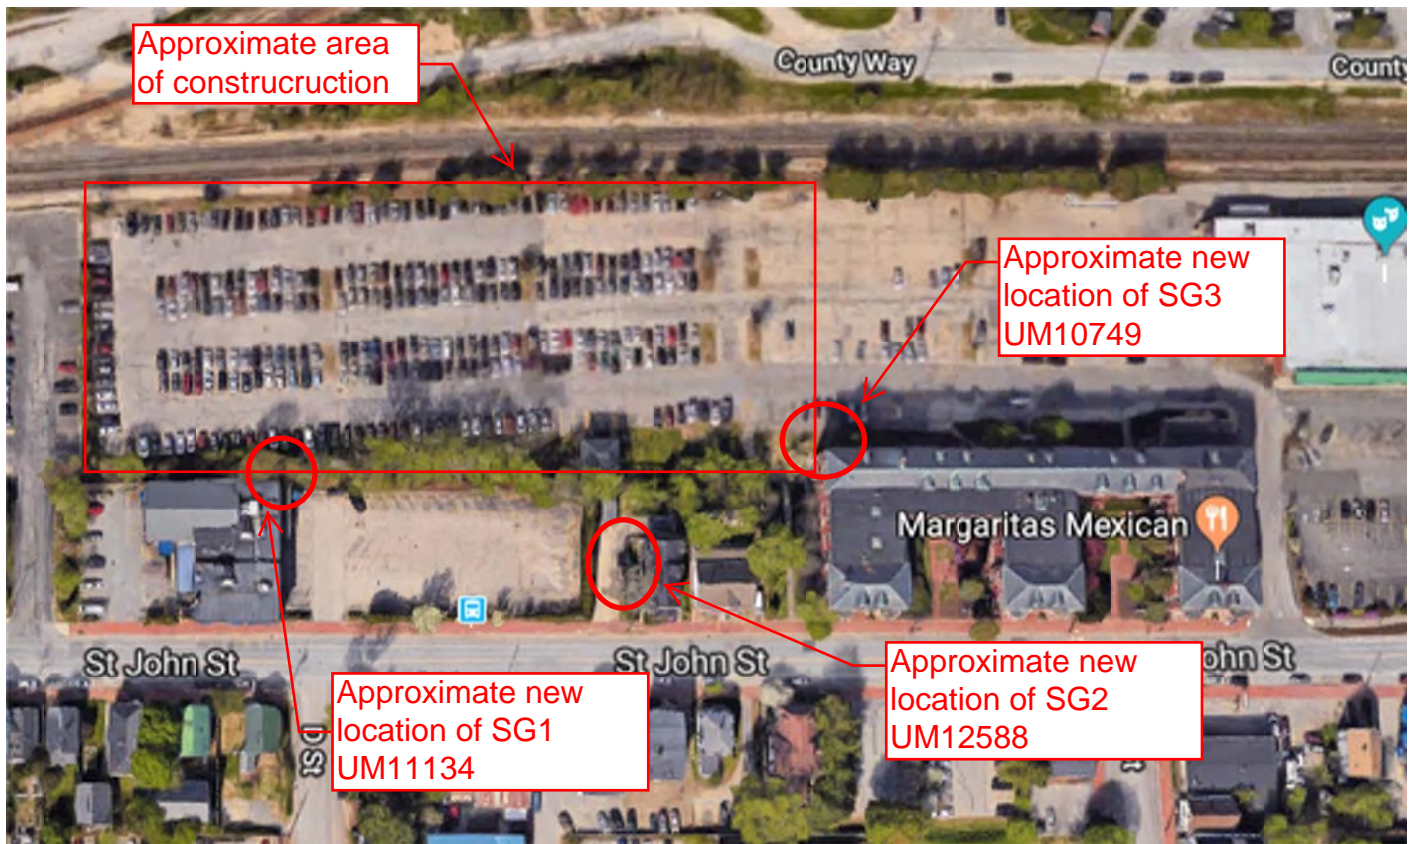 Approximate area
of construcruction
County Way
County
Approximate new
location of SG3
UM10749
Margaritas Mexican
St John St
St John St
ohn St
Approximate new
location of SG1
UM11134
Approximate new
location of SG2
UM12588
D St